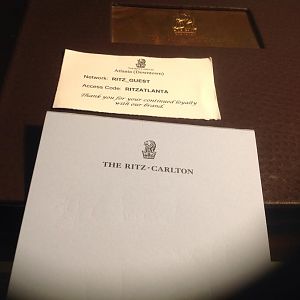 Atlanta (Downtown)
Network: RITZ_GUEST
Access Code: RITZATLANTA
Thank you for your continued loyalty
with our brand.
THE RITZ-CARLTON